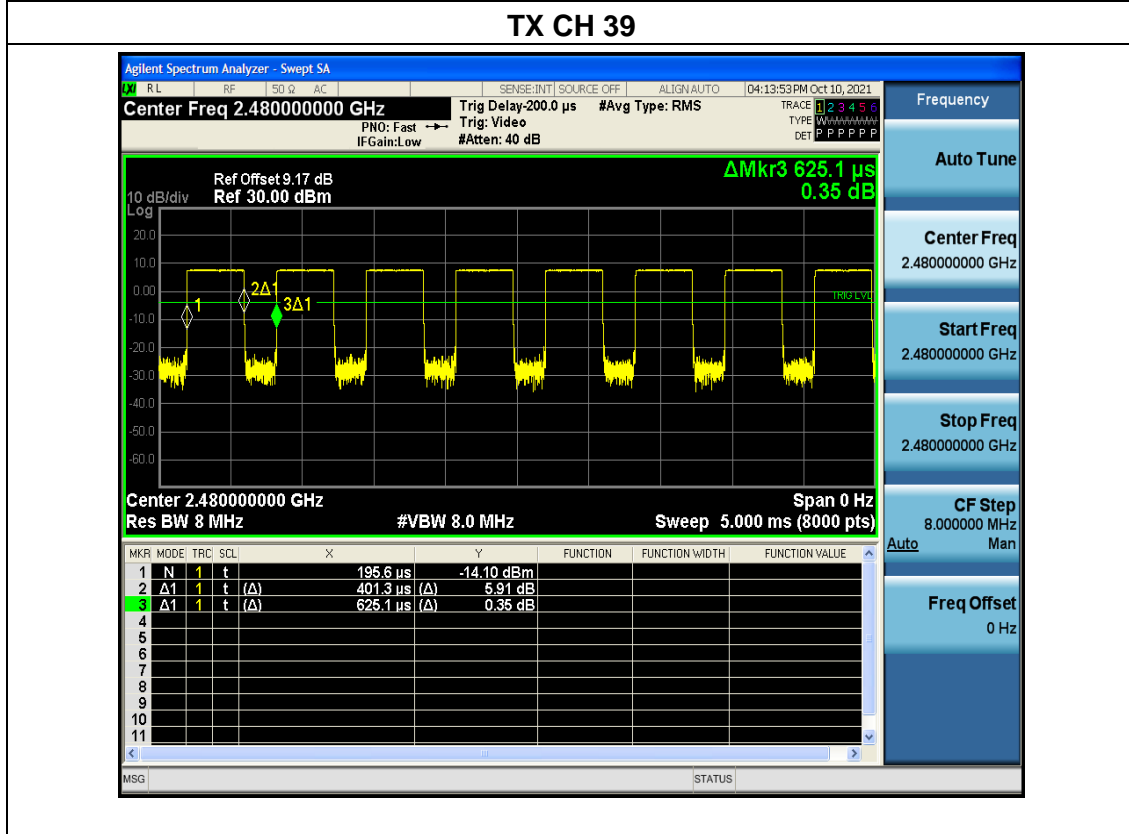 TX CH 39
Agilent Spectrum Analyzer - Swept SA
LXI RL RF 50 Ω AC SENSE:INT SOURCE OFF ALIGN AUTO 04:13:53 PM Oct 10, 2021
Center Freq 2.480000000 GHz
PNO: Fast
IFGain:Low
Trig Delay-200.0 µs
Trig: Video
#Atten: 40 dB
#Avg Type: RMS
TRACE 1 2 3 4 5 6
TYPE
DET P P P P P P
Frequency
Auto Tune
Center Freq
2.480000000 GHz
Start Freq
2.480000000 GHz
Stop Freq
2.480000000 GHz
CF Step
8.000000 MHz
Auto Man
Freq Offset
0 Hz
ΔMkr3 625.1 µs
0.35 dB
Ref Offset 9.17 dB
10 dB/div Ref 30.00 dBm
Log
20.0
10.0
0.00
-10.0
-20.0
-30.0
-40.0
-50.0
-60.0
1
2Δ1
3Δ1
TRIG LVL
Center 2.480000000 GHz Span 0 Hz
Res BW 8 MHz #VBW 8.0 MHz Sweep 5.000 ms (8000 pts)
MKR MODE TRC SCL X Y FUNCTION FUNCTION WIDTH FUNCTION VALUE
1 N 1 t 195.6 µs -14.10 dBm
2 Δ1 1 t (Δ) 401.3 µs (Δ) 5.91 dB
3 Δ1 1 t (Δ) 625.1 µs (Δ) 0.35 dB
4
5
6
7
8
9
10
11
MSG STATUS